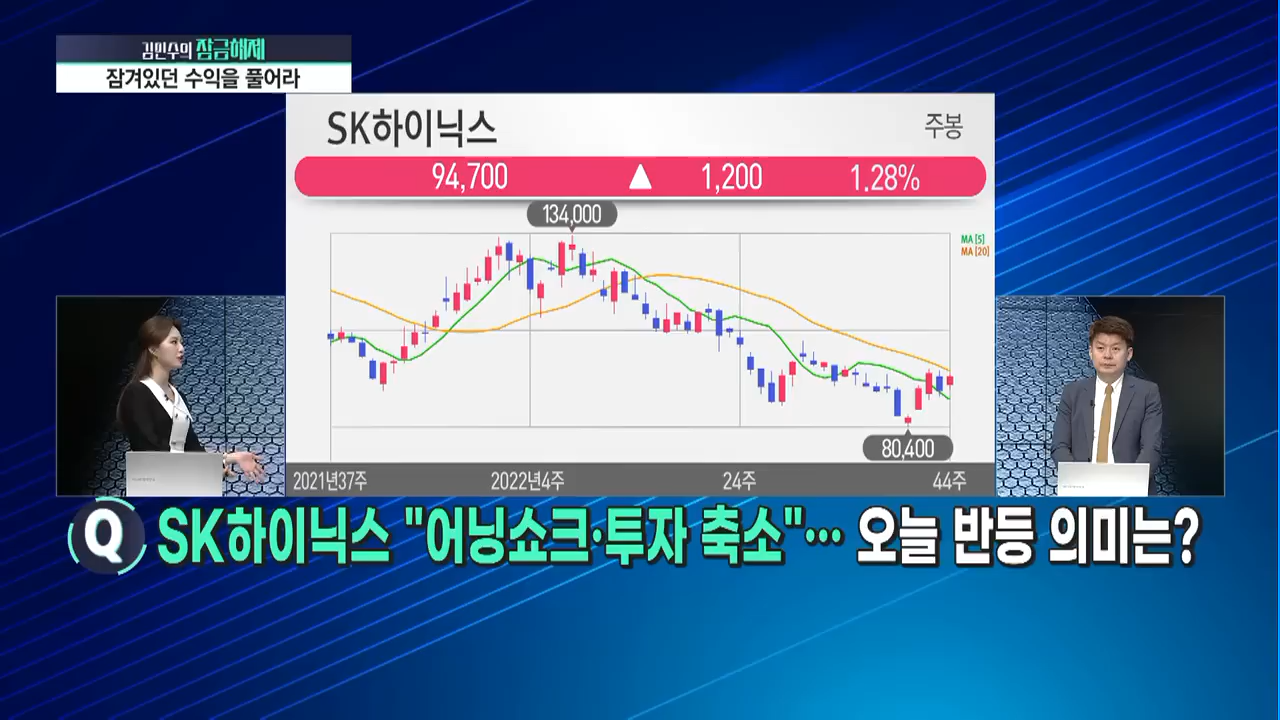 김민수의 잠금해제
잠겨있던 수익을 풀어라
SK하이닉스
주봉
94,700 ▲ 1,200 1.28%
134,000
MA [5]
MA [20]
80,400
2021년37주 2022년4주 24주 44주
Q SK하이닉스 "어닝쇼크·투자 축소"… 오늘 반등 의미는?